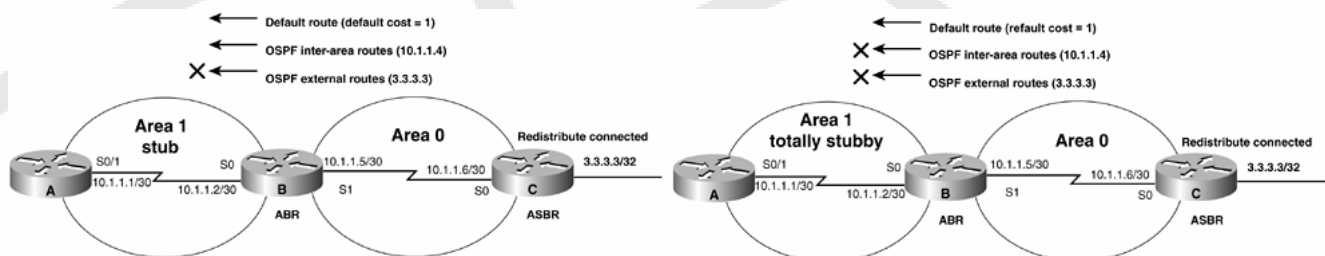 Default route (default cost = 1)
OSPF inter-area routes (10.1.1.4)
OSPF external routes (3.3.3.3)
Area 1
stub
Area 0
Redistribute connected
S0/1
S0
10.1.1.5/30
10.1.1.6/30
3.3.3.3/32
A
10.1.1.1/30
10.1.1.2/30
B
S1
S0
C
ABR
ASBR
Default route (refault cost = 1)
OSPF inter-area routes (10.1.1.4)
OSPF external routes (3.3.3.3)
Area 1
totally stubby
Area 0
Redistribute connected
S0/1
S0
10.1.1.5/30
10.1.1.6/30
3.3.3.3/32
A
10.1.1.1/30
10.1.1.2/30
B
S1
S0
C
ABR
ASBR